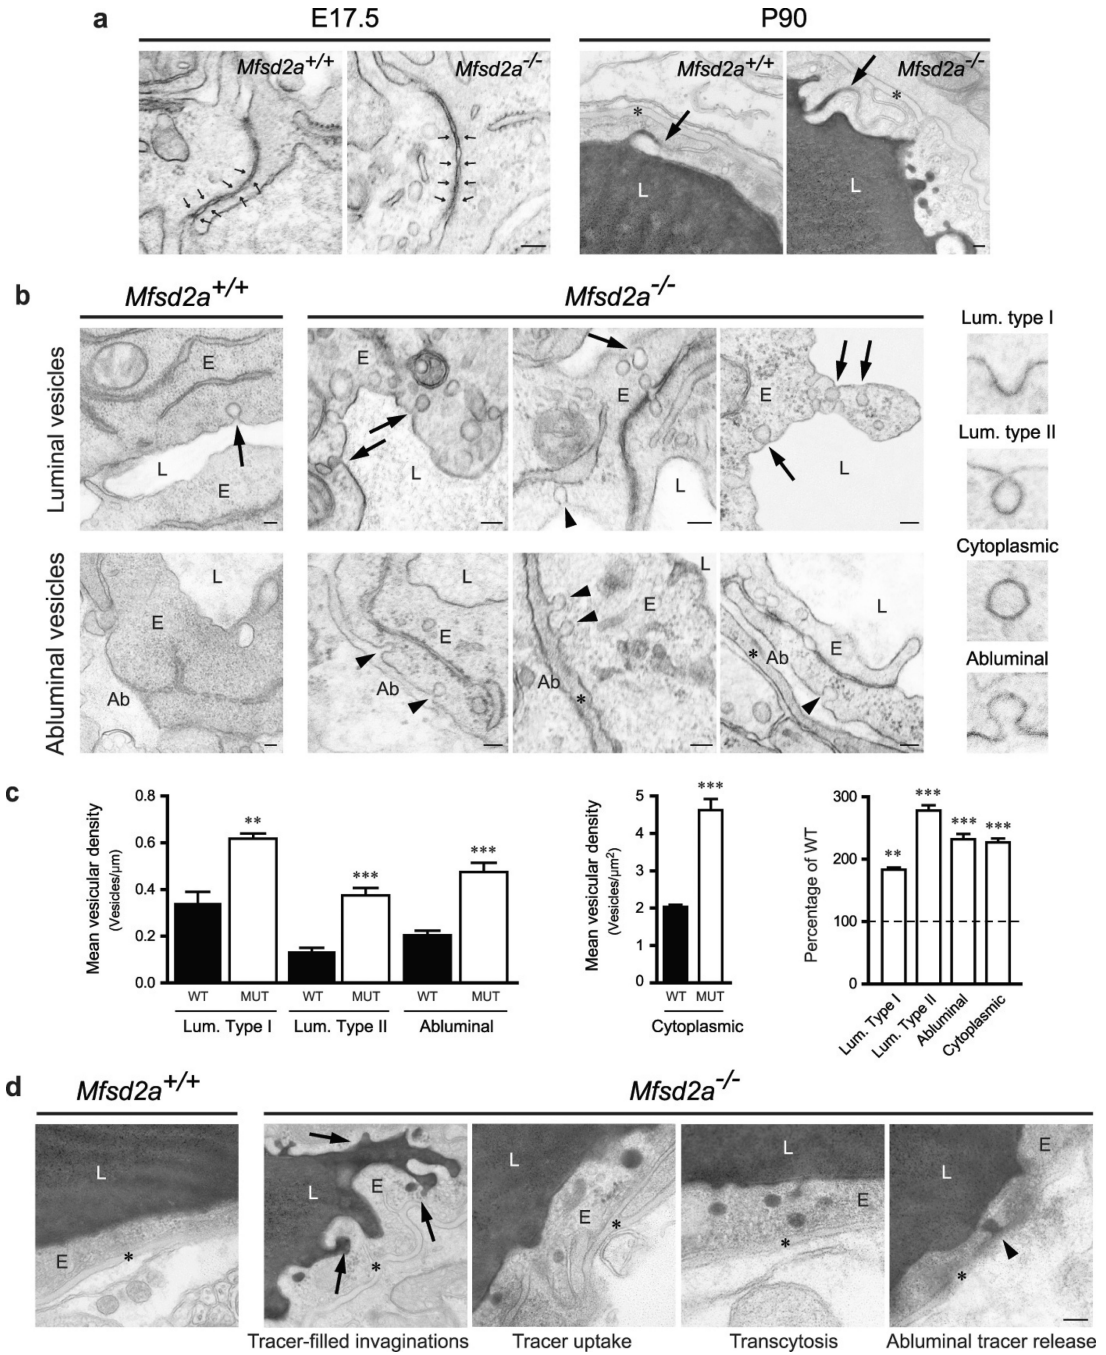 a
E17.5
P90
Mfsd2a+/+
Mfsd2a-/-
Mfsd2a+/+
Mfsd2a-/-
*
*
L
L
b
Mfsd2a+/+
Mfsd2a-/-
Luminal vesicles
E
L
E
E
L
E
L
E
L
Lum. type I
Lum. type II
Abluminal vesicles
L
E
Ab
L
E
Ab
L
E
Ab
*
L
E
Ab
*
Cytoplasmic
Abluminal
c
Mean vesicular density
(Vesicles/μm)
0.8
0.6
0.4
0.2
0.0
**
***
***
WT MUT WT MUT WT MUT
Lum. Type I Lum. Type II Abluminal
Mean vesicular density
(Vesicles/μm2)
5
4
3
2
1
0
***
WT MUT
Cytoplasmic
Percentage of WT
300
200
100
0
**
***
***
***
Lum. Type I
Lum. Type II
Abluminal
Cytoplasmic
d
Mfsd2a+/+
Mfsd2a-/-
L
E
*
L
E
*
L
E
*
L
E
*
L
E
*
Tracer-filled invaginations
Tracer uptake
Transcytosis
Abluminal tracer release